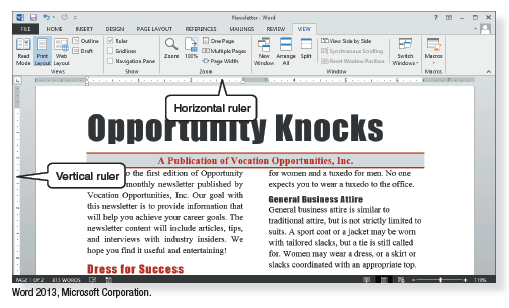 Newsletter - Word
FILE HOME INSERT DESIGN PAGE LAYOUT REFERENCES MAILINGS REVIEW VIEW
Read Mode
Print Layout
Web Layout
Outline
Draft
Views
Ruler
Gridlines
Navigation Pane
Show
Zoom
100%
One Page
Multiple Pages
Page Width
Zoom
New Window
Arrange All
Split
View Side by Side
Synchronous Scrolling
Reset Window Position
Window
Switch Windows
Macros
Macros
Horizontal ruler
Opportunity Knocks
A Publication of Vocation Opportunities, Inc.
Vertical ruler
to the first edition of Opportunity
monthly newsletter published by
Vocation Opportunities, Inc. Our goal with
this newsletter is to provide information that
will help you achieve your career goals. The
newsletter content will include articles, tips,
and interviews with industry insiders. We
hope you find it useful and entertaining!
Dress for Success
for women and a tuxedo for men. No one
expects you to wear a tuxedo to the office.
General Business Attire
General business attire is similar to
traditional attire, but is not strictly limited to
suits. A sport coat or a jacket may be worn
with tailored slacks, but a tie is still called
for. Women may wear a dress, or a skirt or
slacks coordinated with an appropriate top.
PAGE 1 OF 2 813 WORDS
119%
Word 2013, Microsoft Corporation.